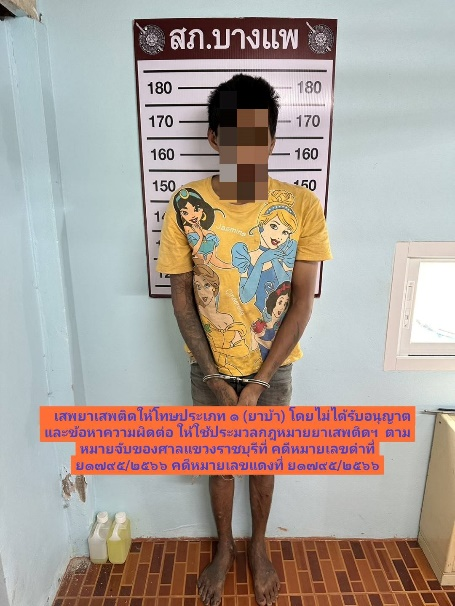 สภ.บางแพ
180 180
170 170
160 160
150 150
เสพยาเสพติดให้โทษประเภท ๑ (ยาบ้า) โดยไม่ได้รับอนุญาต
และข้อหาความผิดต่อ ให้ใช้ประมวลกฎหมายยาเสพติดฯ ตาม
หมายจับของศาลแขวงราชบุรีที่ คดีหมายเลขดำที่
ย๑๗๙๕/๒๕๖๖ คดีหมายเลขแดงที่ ย๑๗๙๕/๒๕๖๖